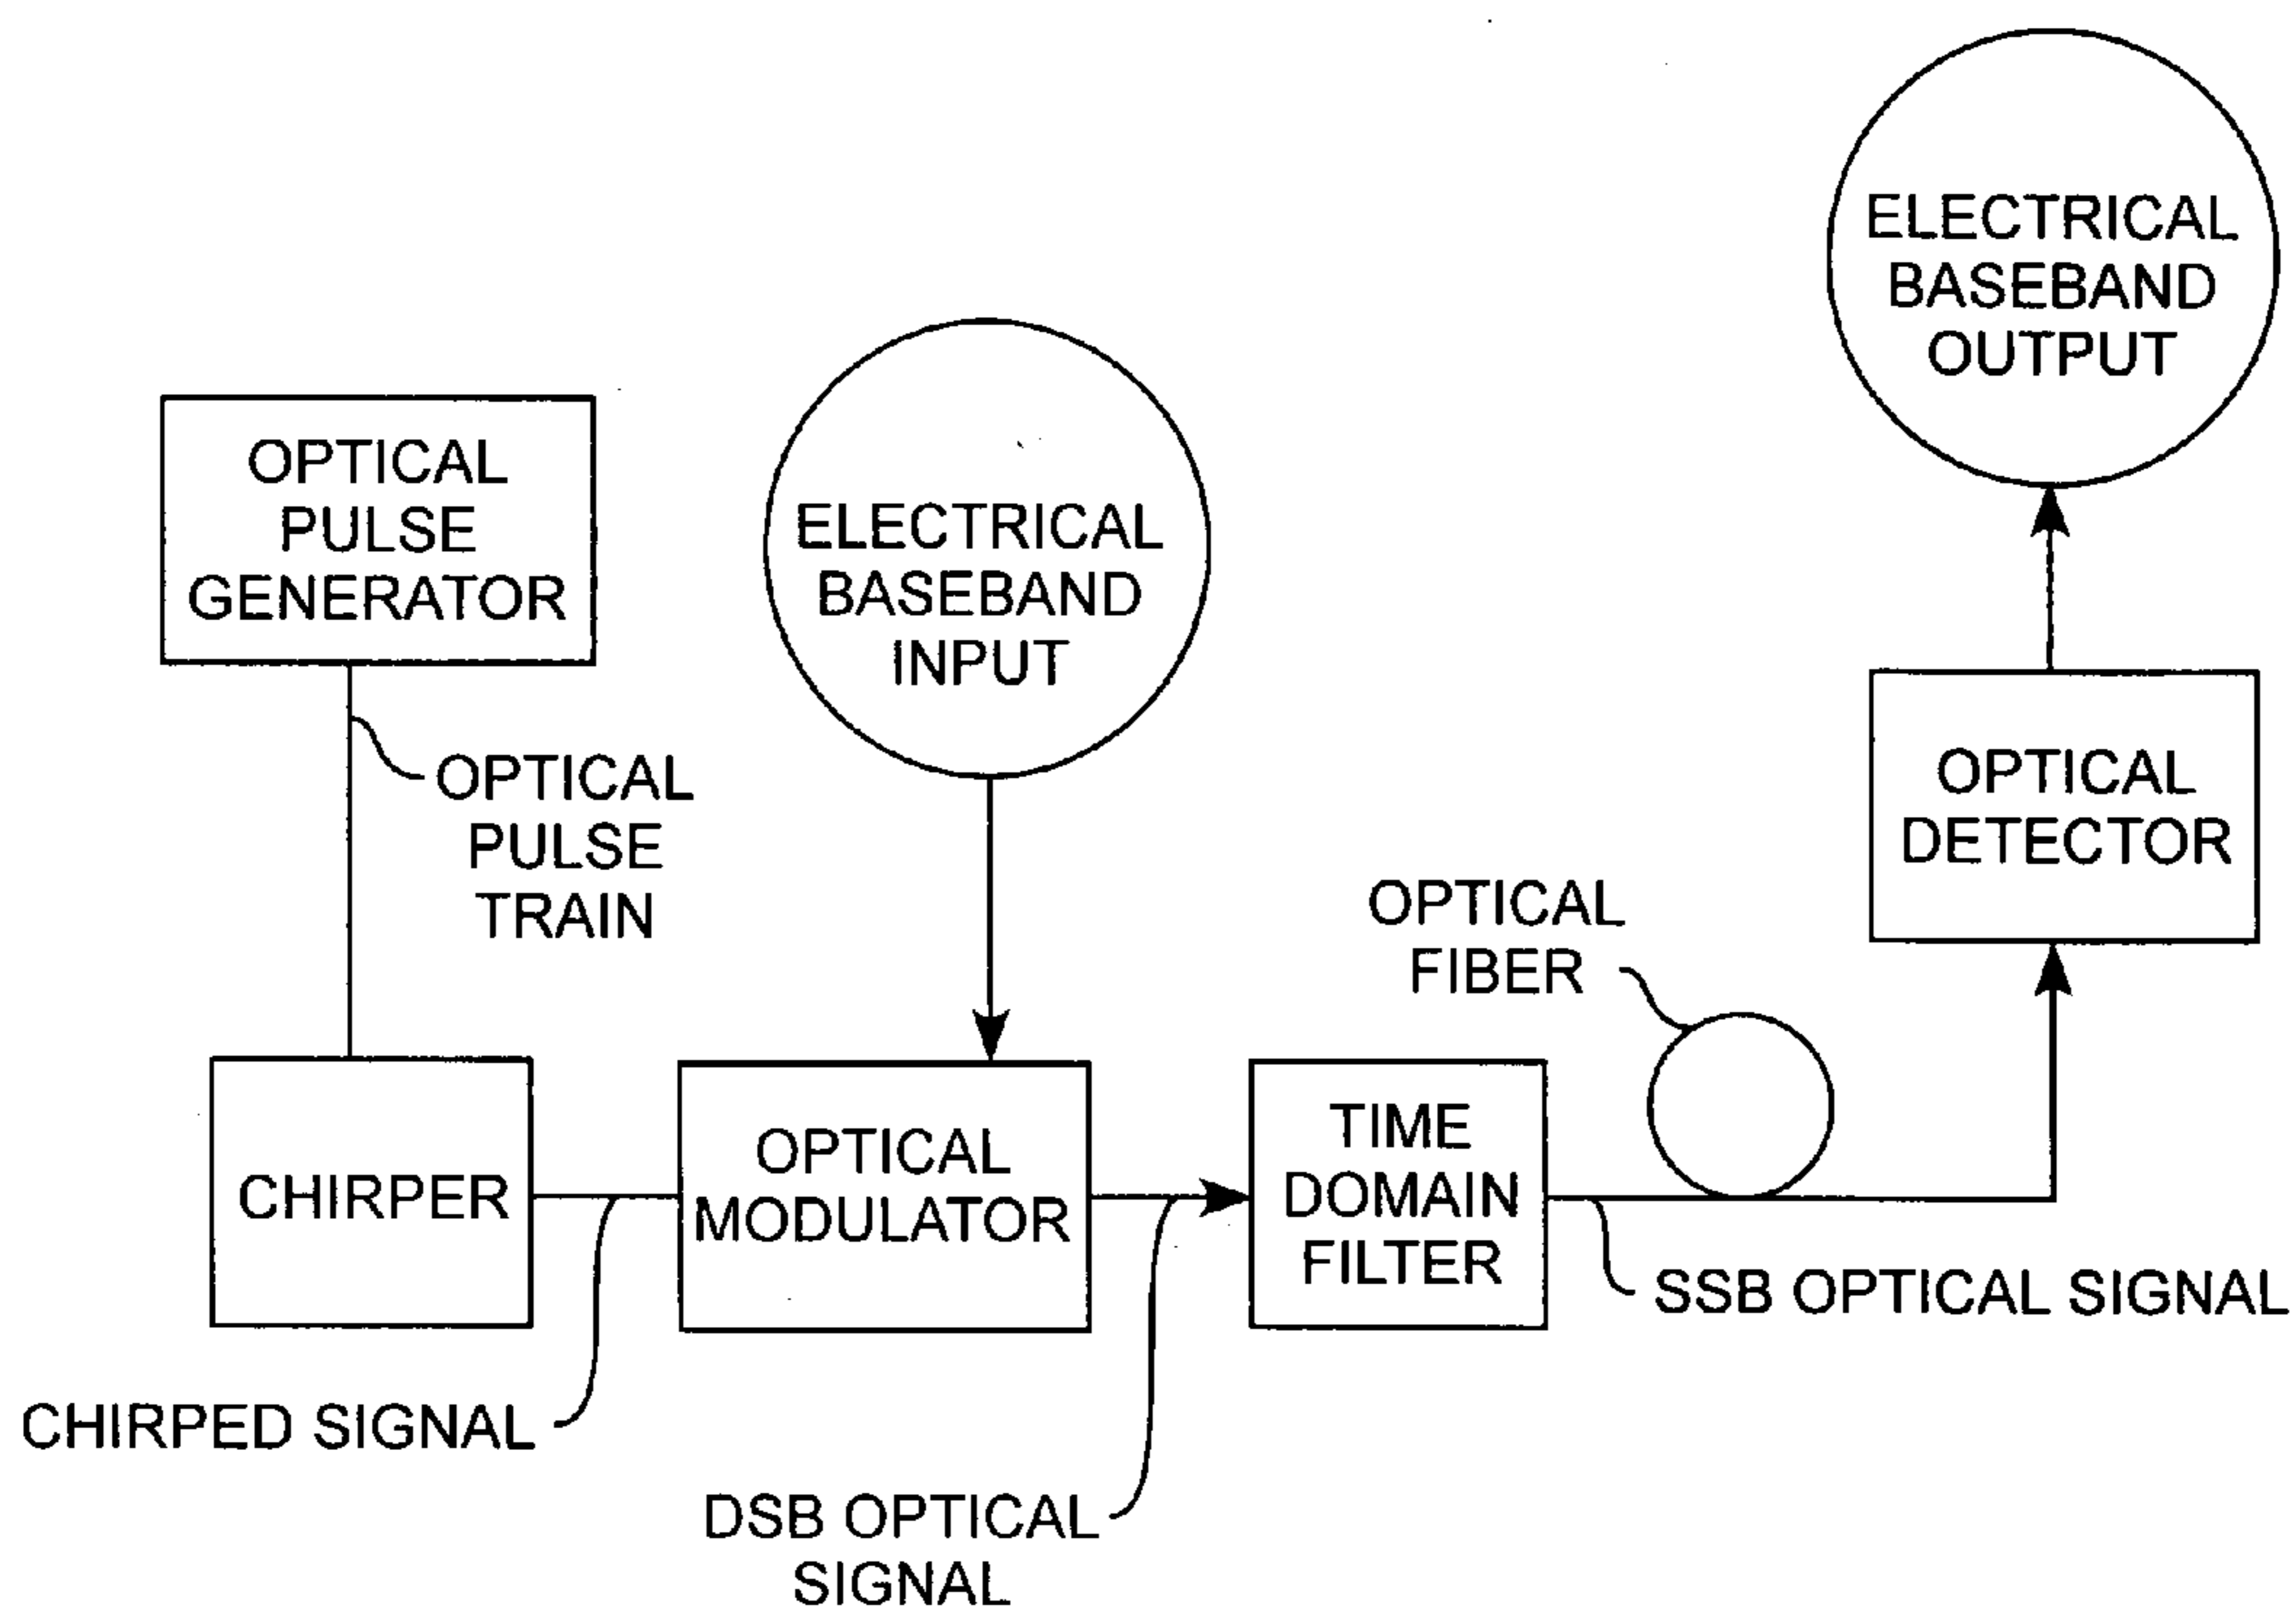 OPTICAL
PULSE
GENERATOR
OPTICAL
PULSE
TRAIN
CHIRPER
CHIRPED SIGNAL
ELECTRICAL
BASEBAND
INPUT
OPTICAL
MODULATOR
DSB OPTICAL
SIGNAL
TIME
DOMAIN
FILTER
OPTICAL
FIBER
SSB OPTICAL SIGNAL
OPTICAL
DETECTOR
ELECTRICAL
BASEBAND
OUTPUT